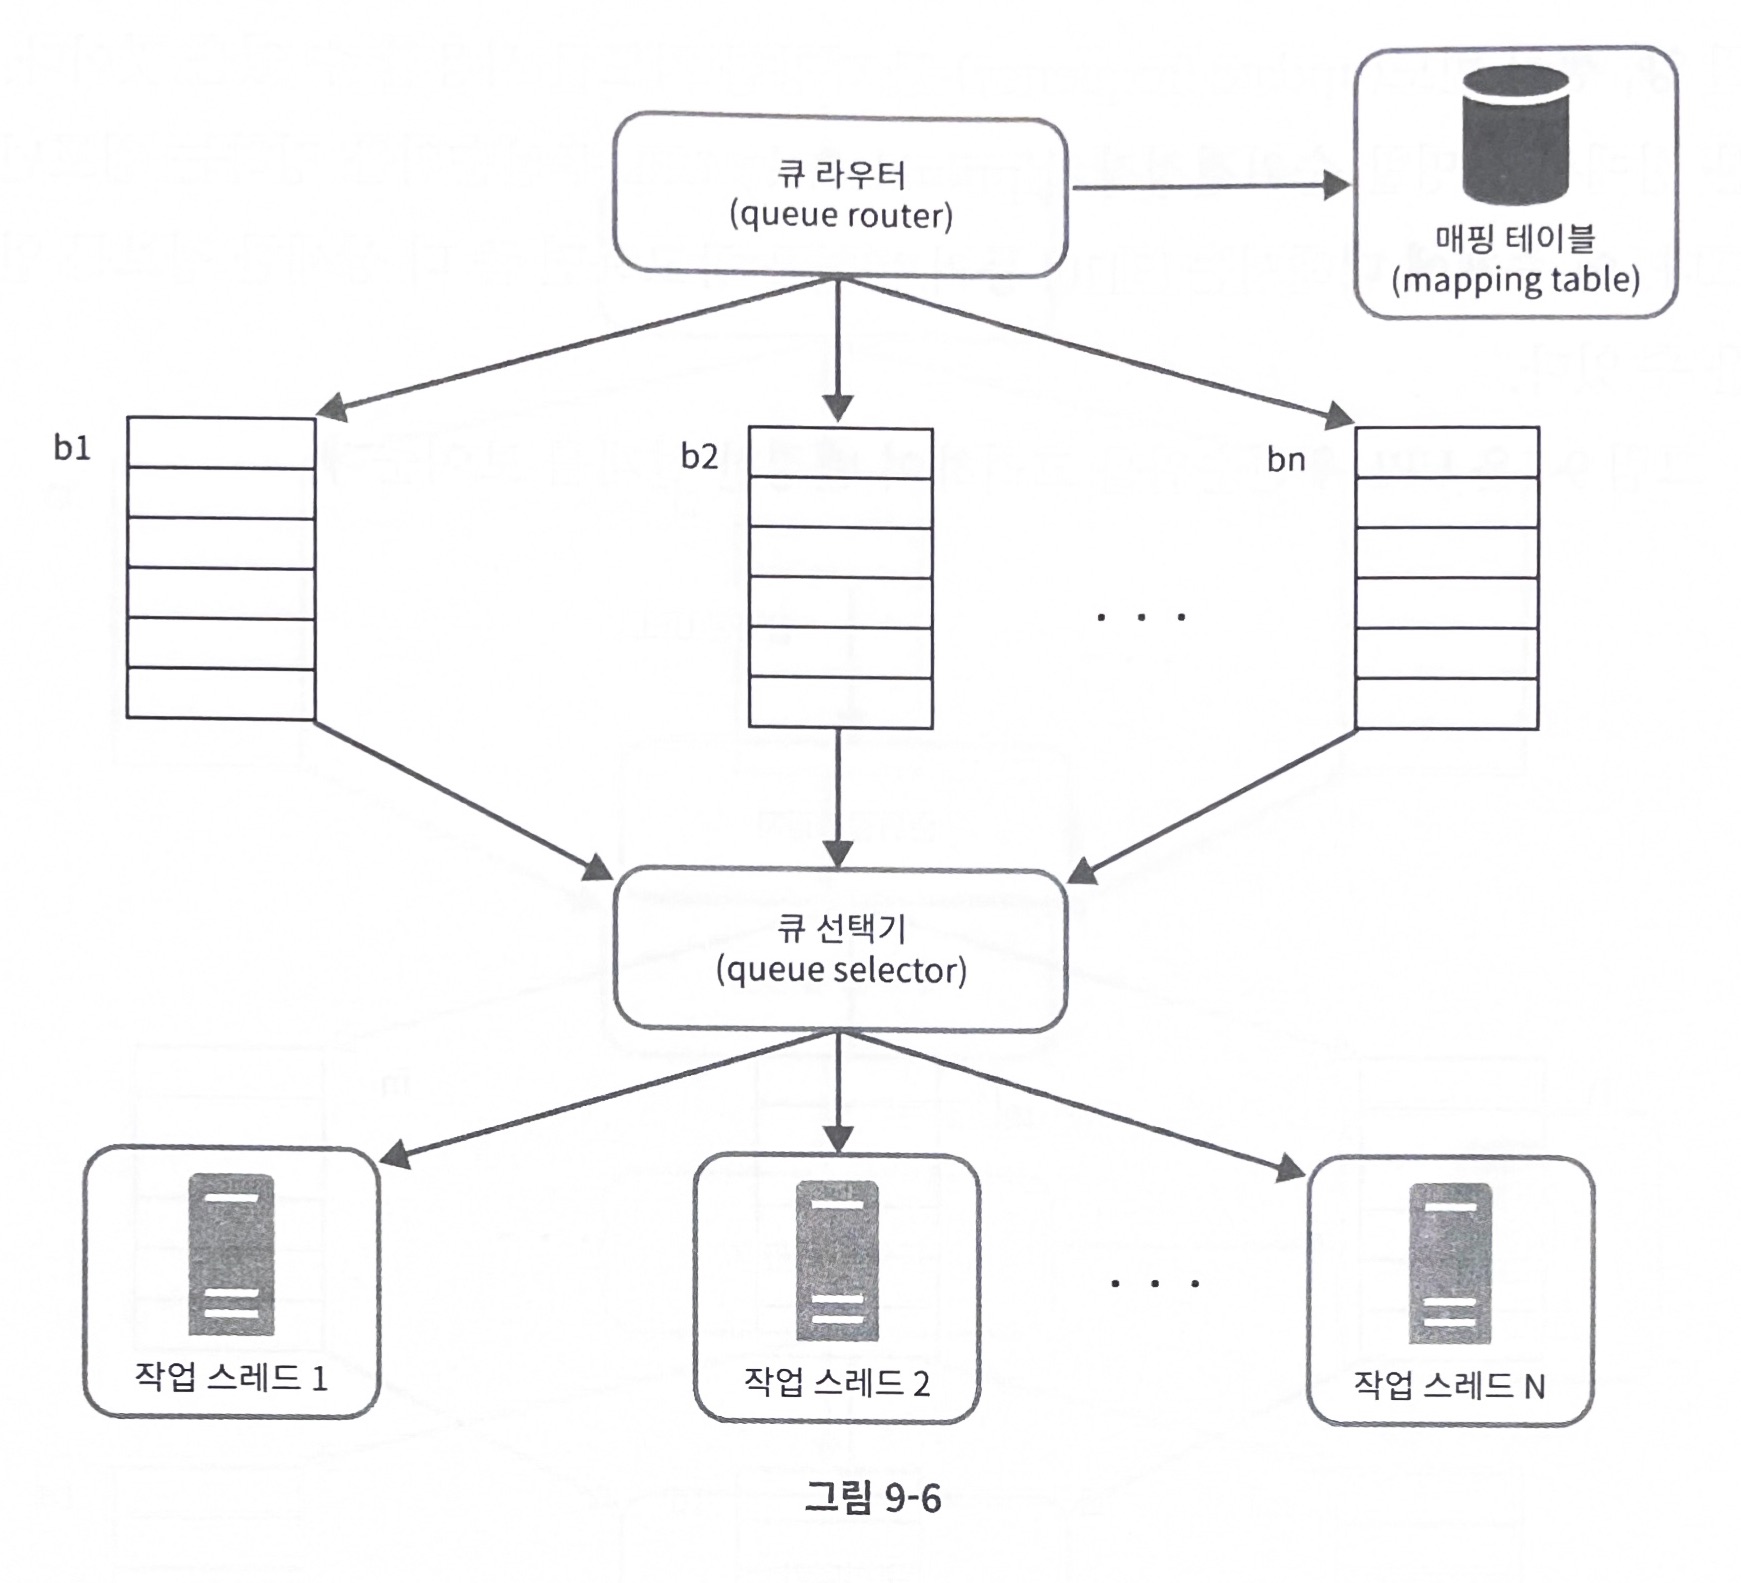 큐 라우터
(queue router)
매핑 테이블
(mapping table)
b1
b2
bn
. . .
큐 선택기
(queue selector)
작업 스레드 1
작업 스레드 2
. . .
작업 스레드 N
그림 9-6